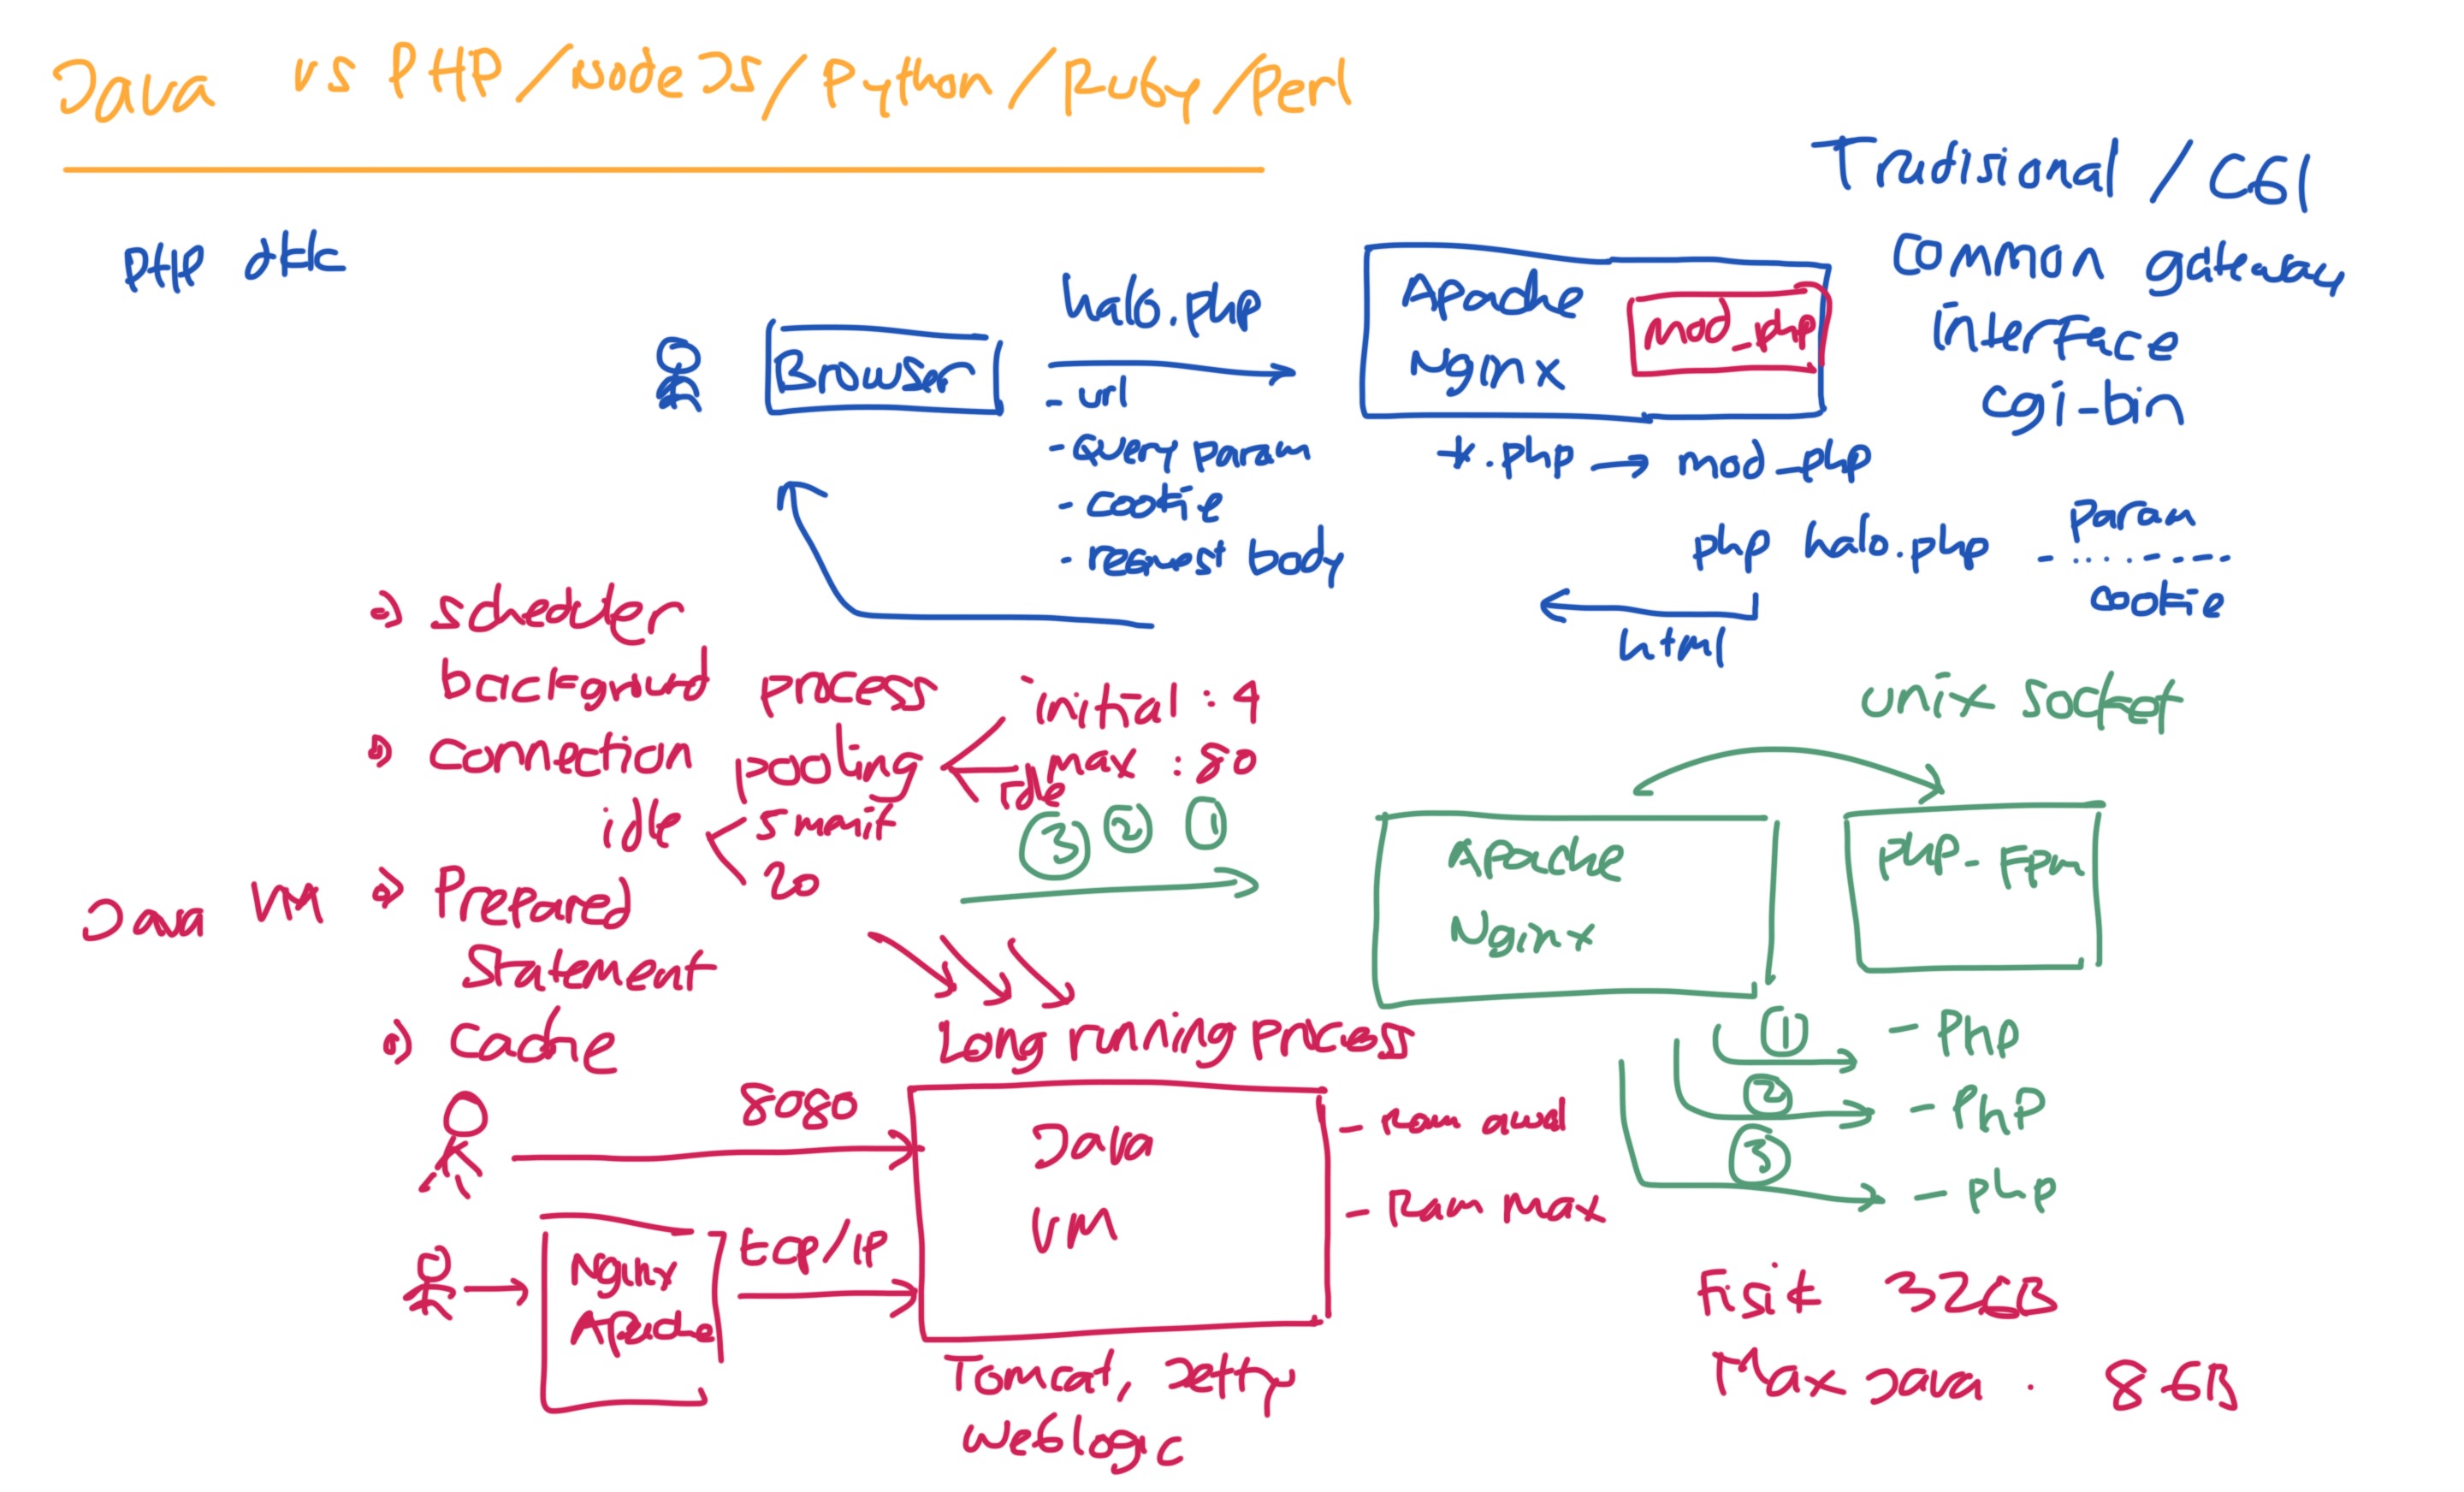 Java vs PHP/Node JS/Python/Ruby/Perl
Tradisional / CGI
Common gateway
interface
cgi-bin
PHP dkk
Browser
halo.php
- url
- query param
- cookie
- request body
Apache
Nginx
mod_php
*.php → mod_php
php halo.php
param
cookie
html
scheduler
background process
connection pooling
initial : 4
max : 80
idle
idle
5 menit
20
Java VM
Prepared
Statement
cache
unix socket
3 2 1
Apache
Nginx
PHP-Fpm
1 - Php
2 - PhP
3 - php
Long running process
8080
Java
VM
- Ram awal
- Ram Max
Nginx
Apache
tcp/IP
Tomcat, Jetty
weblogic
Fisik 32GB
Max Java . 8GB